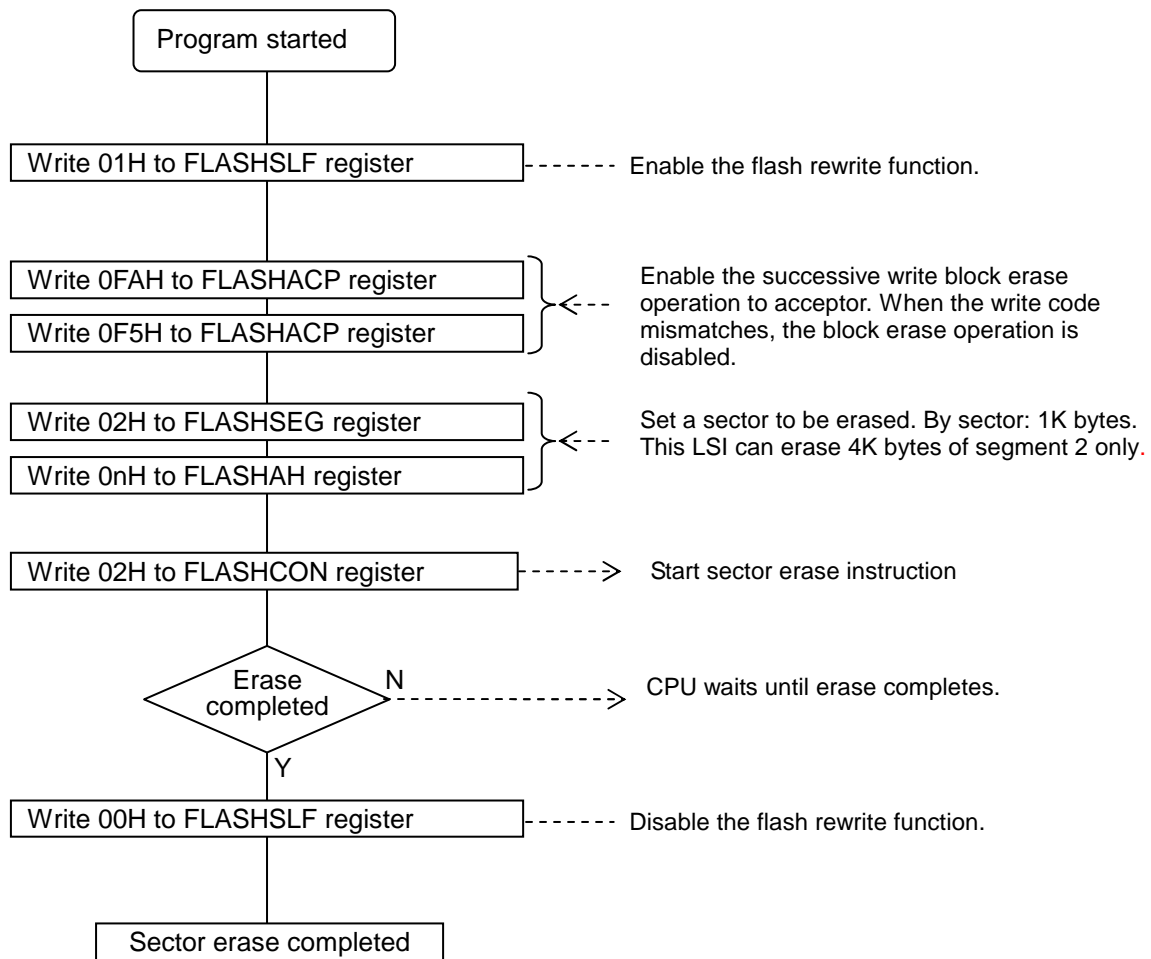 Program started
Write 01H to FLASHSLF register
Enable the flash rewrite function.
Write 0FAH to FLASHACP register
Write 0F5H to FLASHACP register
Enable the successive write block erase
operation to acceptor. When the write code
mismatches, the block erase operation is
disabled.
Write 02H to FLASHSEG register
Write 0nH to FLASHAH register
Set a sector to be erased. By sector: 1K bytes.
This LSI can erase 4K bytes of segment 2 only.
Write 02H to FLASHCON register
Start sector erase instruction
Erase
completed
N
CPU waits until erase completes.
Y
Write 00H to FLASHSLF register
Disable the flash rewrite function.
Sector erase completed